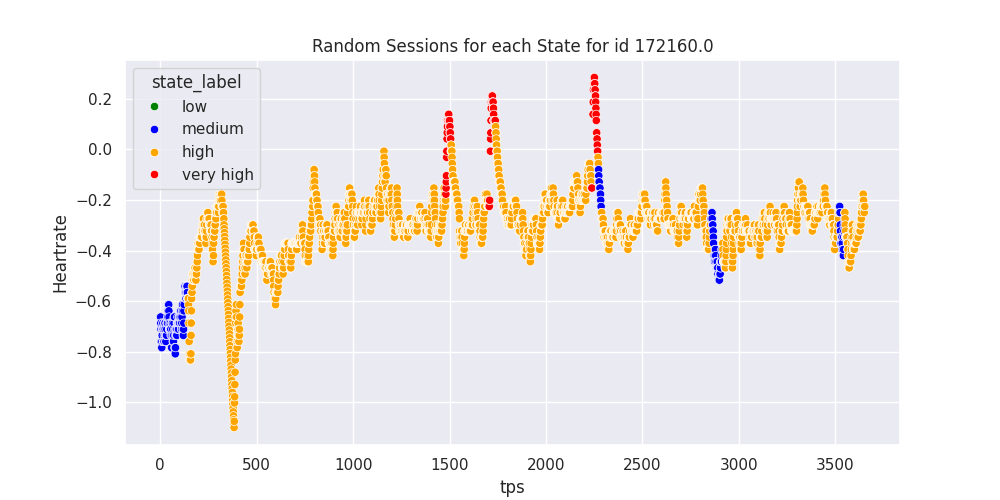 Random Sessions for each State for id 172160.0
state_label
low
medium
high
very high
Heartrate
0.2
0.0
−0.2
−0.4
−0.6
−0.8
−1.0
0 500 1000 1500 2000 2500 3000 3500
tps